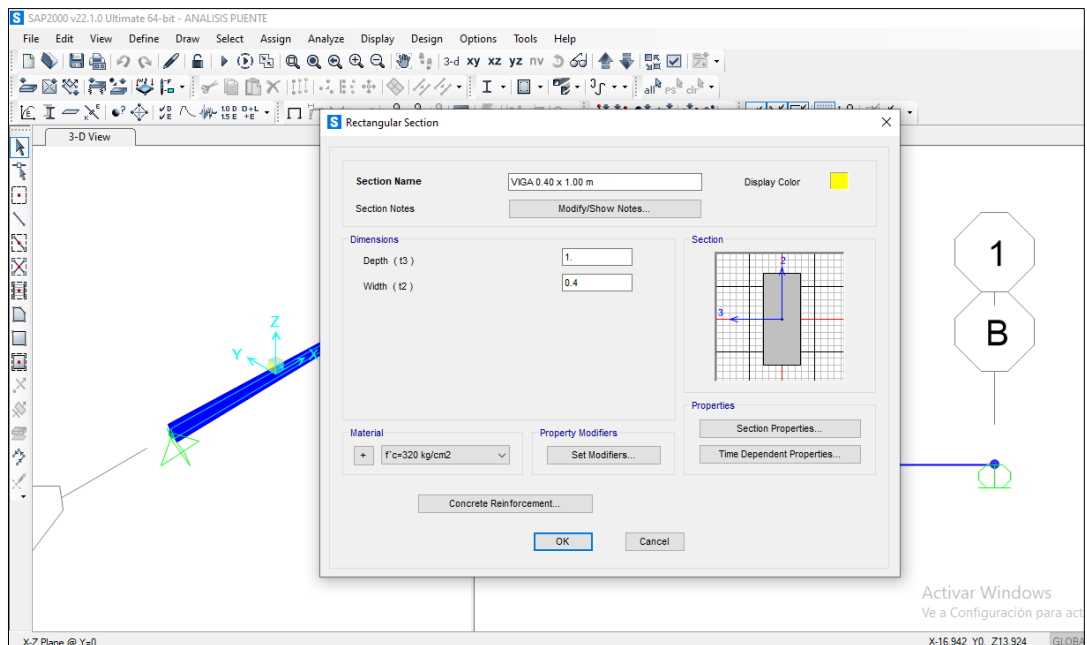 SAP2000 v22.1.0 Ultimate 64-bit - ANALISIS PUENTE
File Edit View Define Draw Select Assign Analyze Display Design Options Tools Help
3-d xy xz yz nv
3-D View
Rectangular Section
Section Name VIGA 0.40 x 1.00 m Display Color
Section Notes Modify/Show Notes...
Dimensions Section
Depth ( t3 ) 1.
Width ( t2 ) 0.4
2
3
1
B
Z
Y X
Properties
Section Properties...
Material Property Modifiers
+ f´c=320 kg/cm2 Set Modifiers... Time Dependent Properties...
Concrete Reinforcement...
OK Cancel
Activar Windows
Ve a Configuración para act
X-Z Plane @ Y=0 X-16.942 Y0. Z13.924 GLOBA